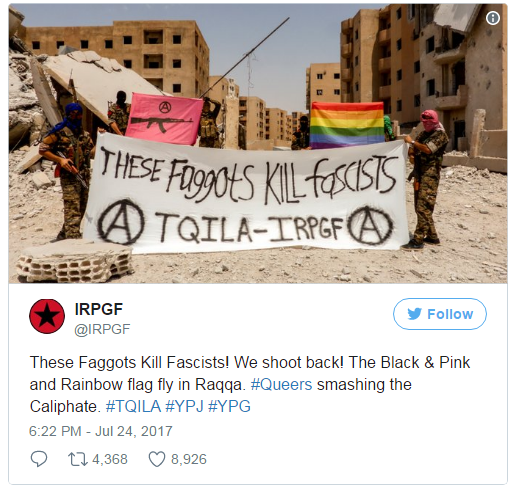 THESE FAGGOTS KILL FASCISTS
TQILA-IRPGF
IRPGF
@IRPGF
Follow
These Faggots Kill Fascists! We shoot back! The Black & Pink
and Rainbow flag fly in Raqqa. #Queers smashing the
Caliphate. #TQILA #YPJ #YPG
6:22 PM - Jul 24, 2017
4,368 8,926